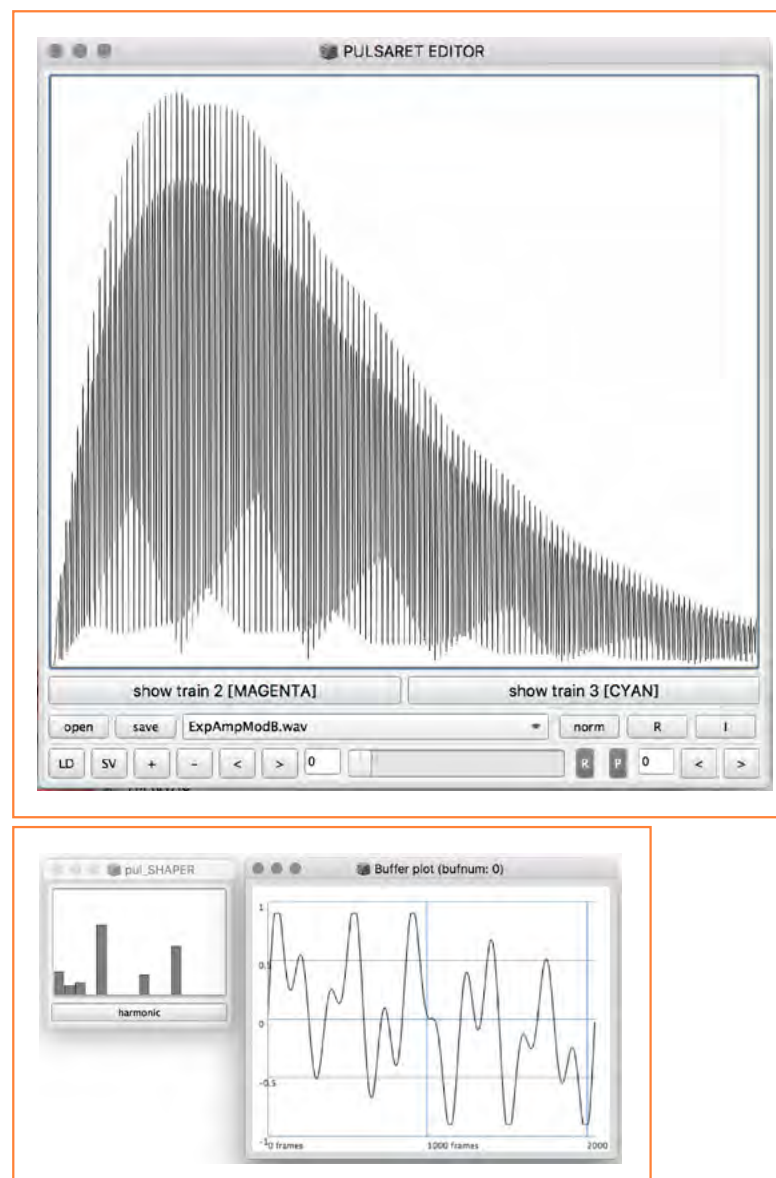 PULSARET EDITOR
show train 2 [MAGENTA] show train 3 [CYAN]
open save ExpAmpModB.wav norm R I
LD SV + - < > 0 R P 0 < >
pul_SHAPER
harmonic
Buffer plot (bufnum: 0)
1
0.5
0
-0.5
-1
0 frames 1000 frames 2000